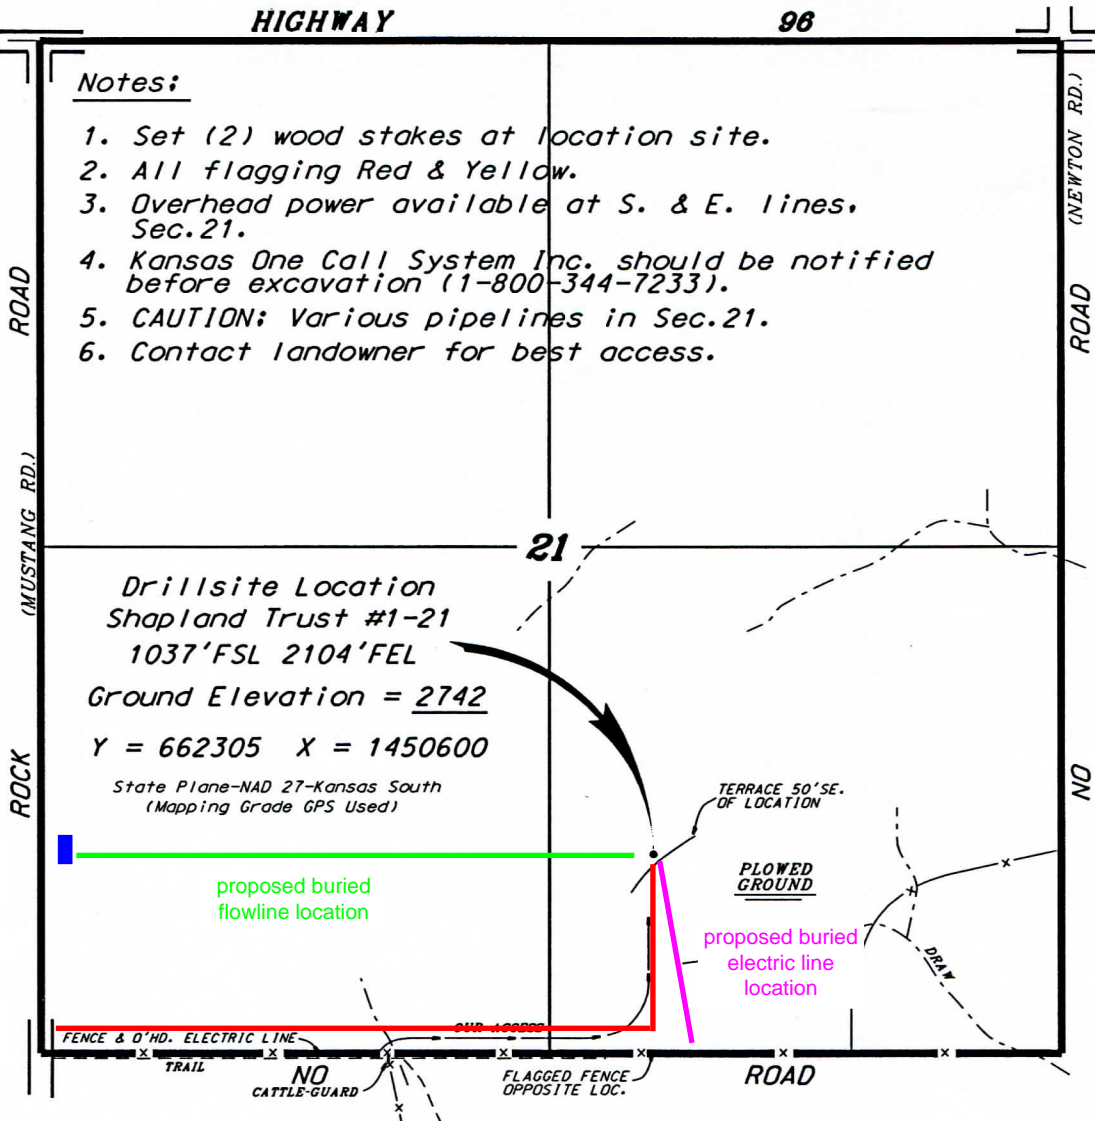 HIGHWAY 96
Notes:
1. Set (2) wood stakes at location site.
2. All flagging Red & Yellow.
3. Overhead power available at S. & E. lines,
Sec.21.
4. Kansas One Call System Inc. should be notified
before excavation (1-800-344-7233).
5. CAUTION: Various pipelines in Sec.21.
6. Contact landowner for best access.
ROAD
(MUSTANG RD.)
ROCK
(NEWTON RD.)
ROAD
NO
21
Drillsite Location
Shapland Trust #1-21
1037'FSL 2104'FEL
Ground Elevation = 2742
Y = 662305 X = 1450600
State Plane-NAD 27-Kansas South
(Mapping Grade GPS Used)
TERRACE 50'SE.
OF LOCATION
PLOWED
GROUND
proposed buried
flowline location
proposed buried
electric line
location
DRAW
OUR ACCESS
FENCE & O'HD. ELECTRIC LINE
TRAIL
NO ROAD
CATTLE-GUARD
FLAGGED FENCE
OPPOSITE LOC.